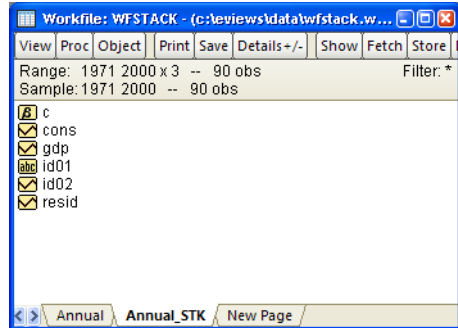 Workfile: WFSTACK - (c:\eviews\data\wfstack.w...
View Proc Object Print Save Details+/- Show Fetch Store
Range: 1971 2000 x 3 -- 90 obs Filter: *
Sample: 1971 2000 -- 90 obs
β c
cons
gdp
abc id01
id02
resid
Annual Annual_STK New Page